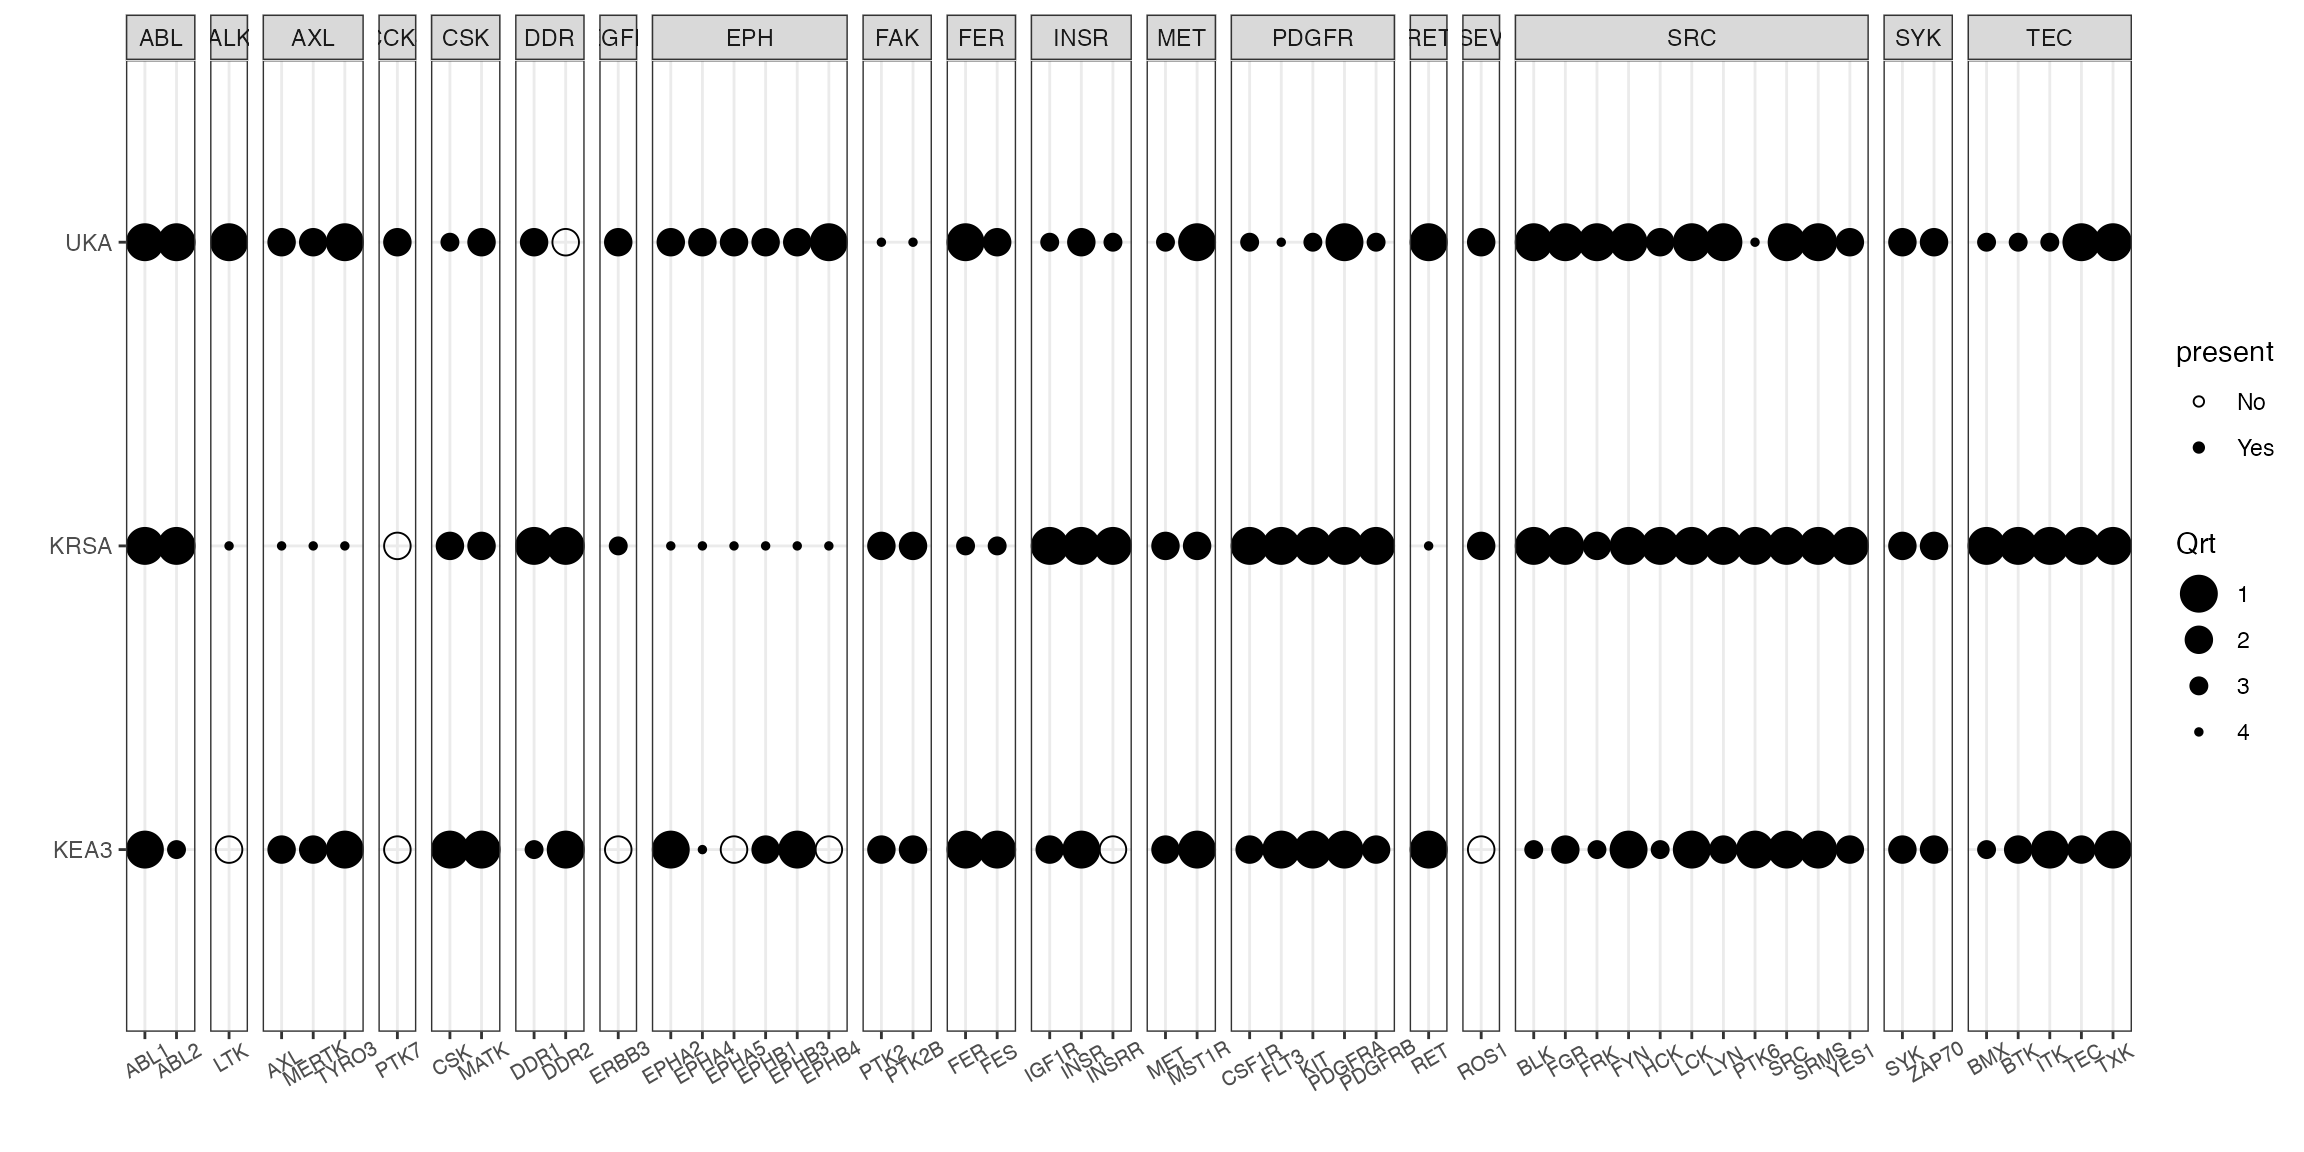 ABL ALK AXL CCK CSK DDR EGFR EPH FAK FER INSR MET PDGFR RET SEV SRC SYK TEC
UKA
KRSA
KEA3
ABL1 ABL2 LTK AXL MERTK TYRO3 PTK7 CSK MATK DDR1 DDR2 ERBB3 EPHA2 EPHA4 EPHA5 EPHB1 EPHB3 EPHB4 PTK2 PTK2B FER FES IGF1R INSR INSRR MET MST1R CSF1R FLT3 KIT PDGFRA PDGFRB RET ROS1 BLK FGR FRK FYN HCK LCK LYN PTK6 SRC SRMS YES1 SYK ZAP70 BMX BTK ITK TEC TXK
present
No
Yes
Qrt
1
2
3
4